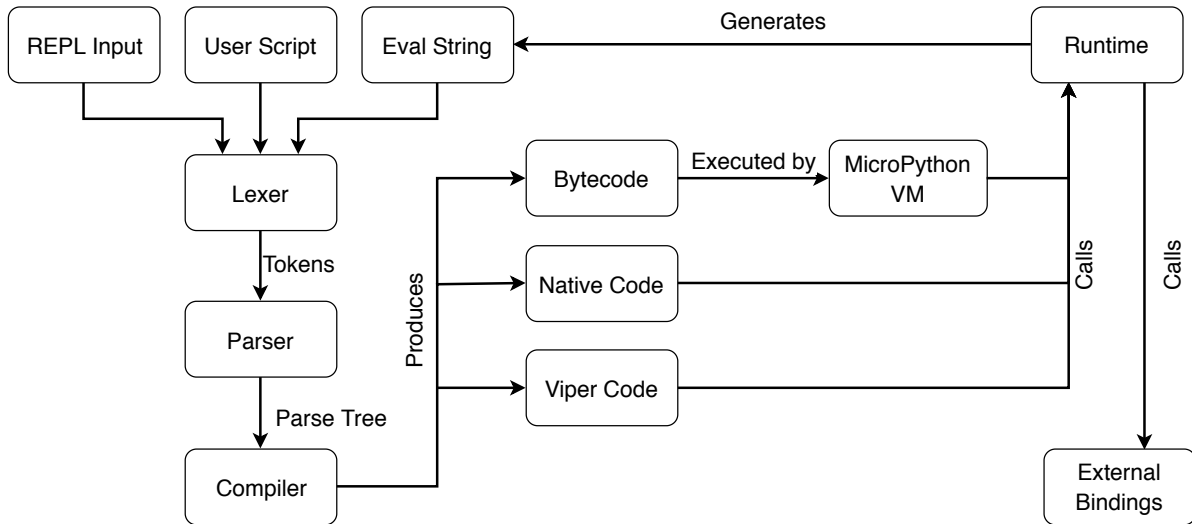 REPL Input
User Script
Eval String
Generates
Runtime
Lexer
Bytecode
Executed by
MicroPython
VM
Tokens
Produces
Native Code
Calls
Calls
Parser
Viper Code
Parse Tree
Compiler
External
Bindings